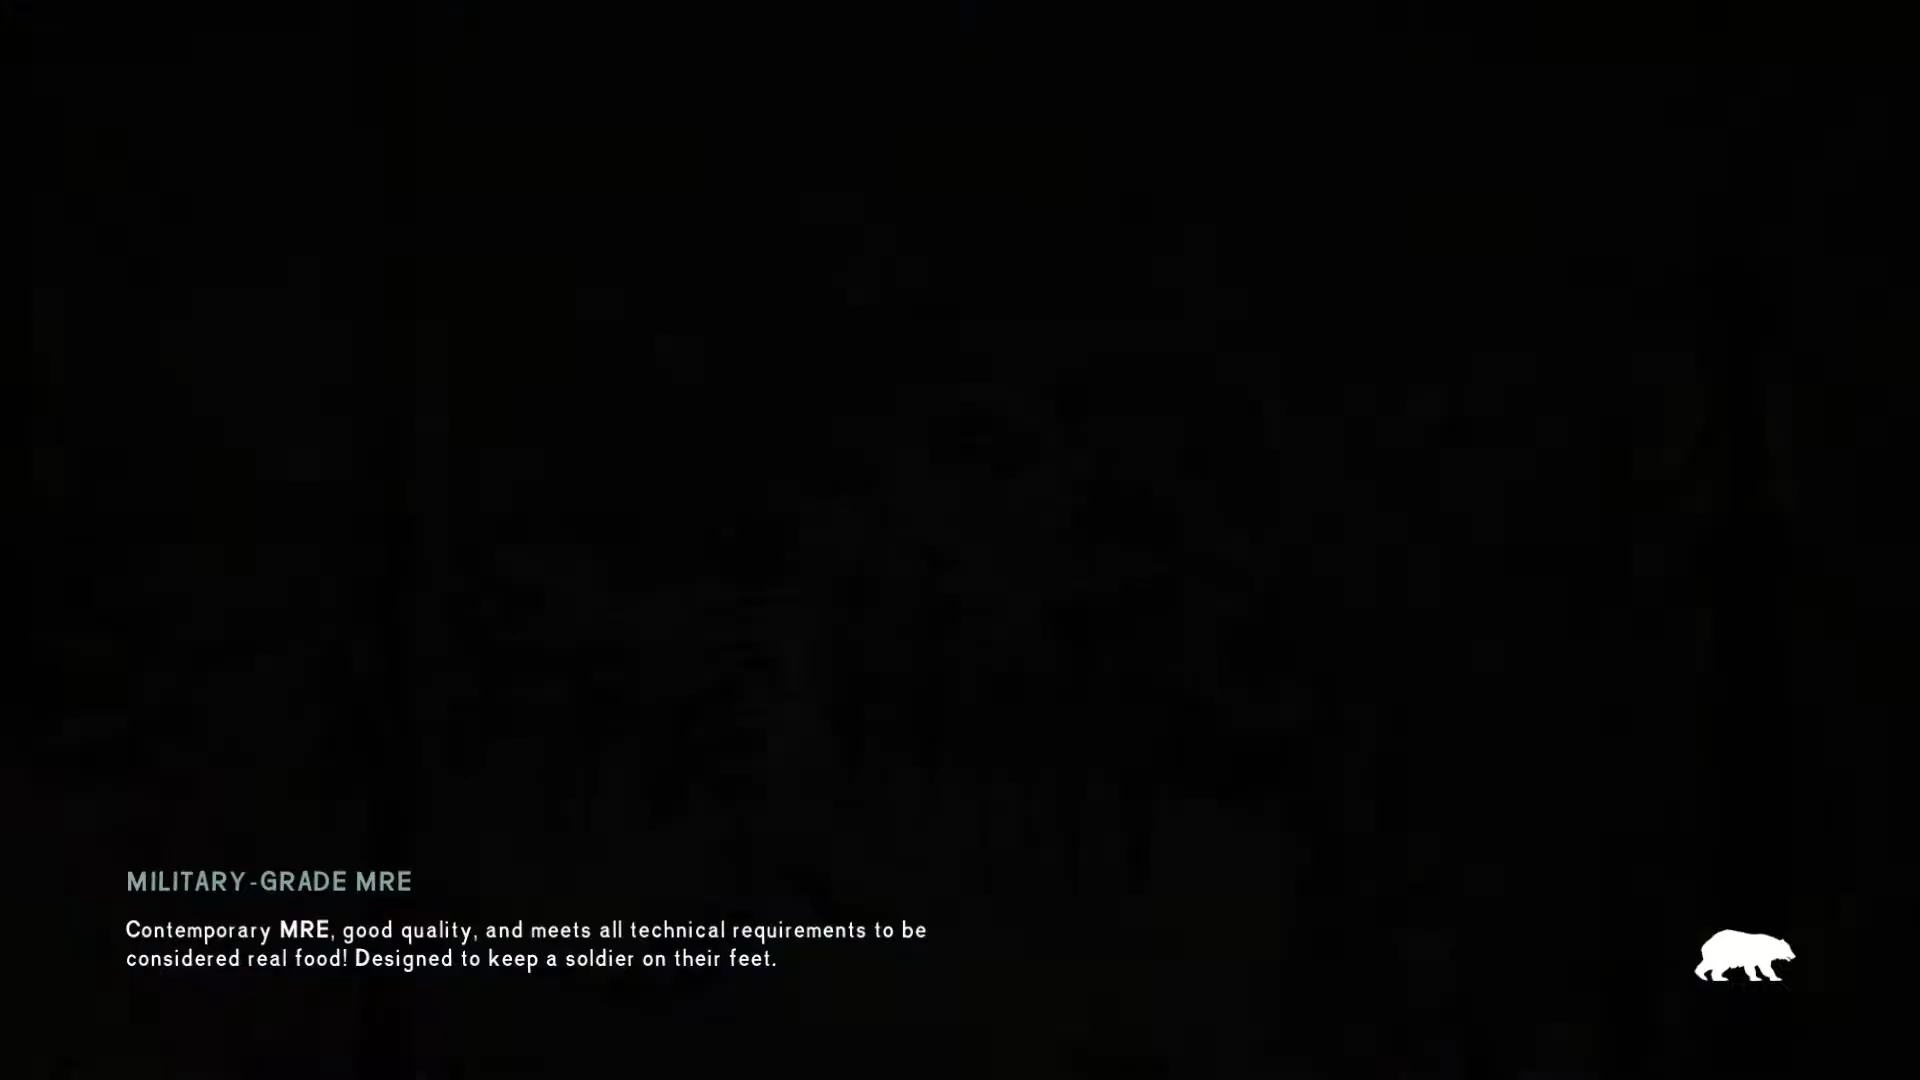 MILITARY-GRADE MRE
Contemporary MRE, good quality, and meets all technical requirements to be
considered real food! Designed to keep a soldier on their feet.